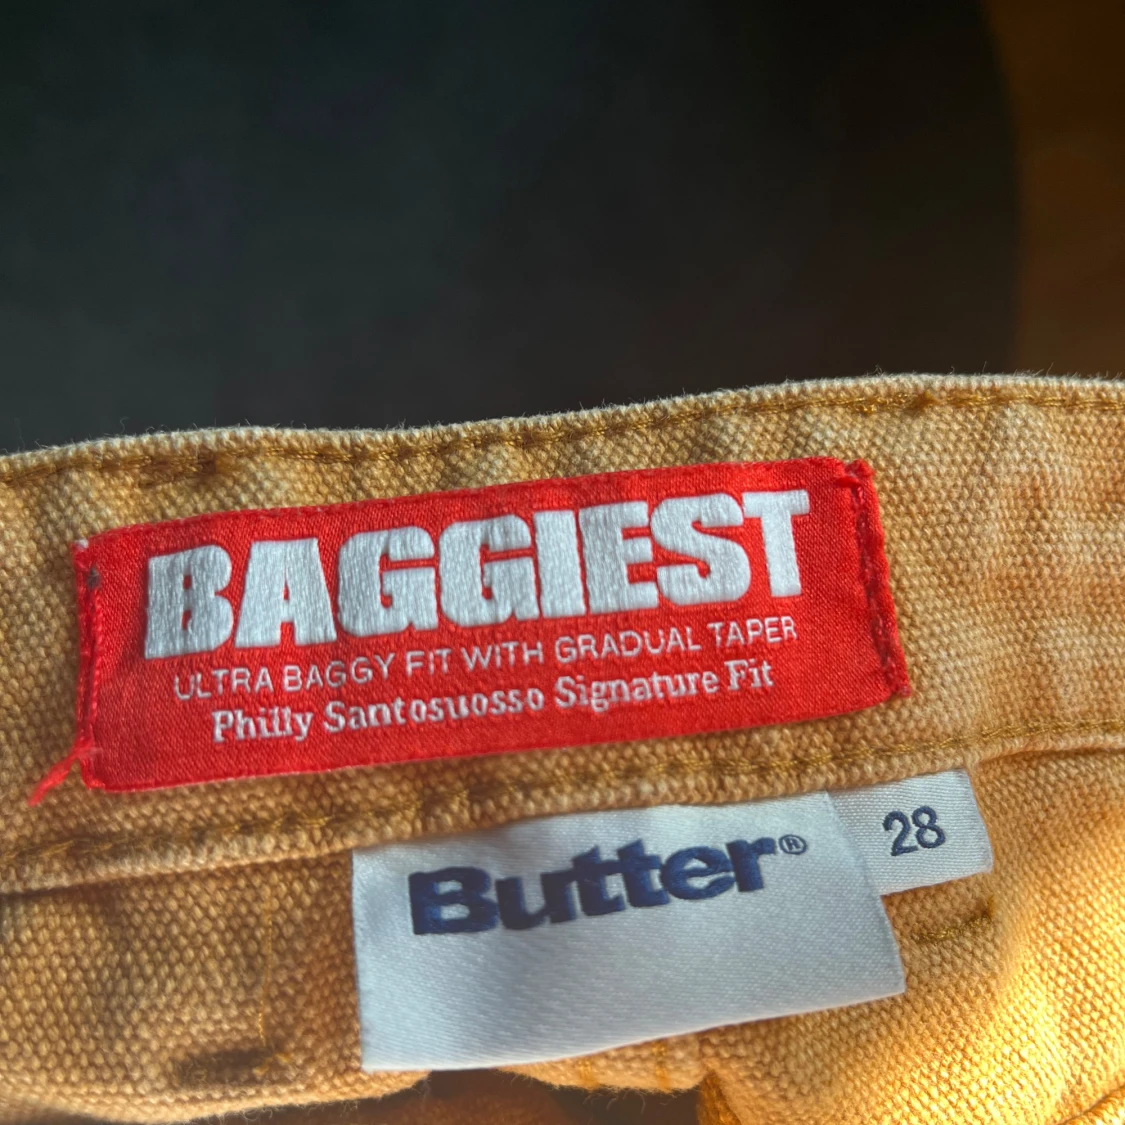 BAGGIEST
ULTRA BAGGY FIT WITH GRADUAL TAPER
Philly Santosuosso Signature Fit
Butter®
28